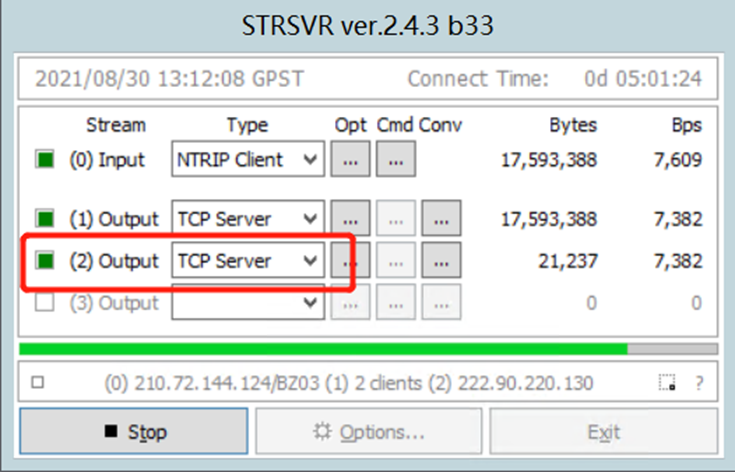 STRSVR ver.2.4.3 b33
2021/08/30 13:12:08 GPST Connect Time: 0d 05:01:24
Stream Type Opt Cmd Conv Bytes Bps
(0) Input NTRIP Client ... ... 17,593,388 7,609
(1) Output TCP Server ... ... ... 17,593,388 7,382
(2) Output TCP Server ... ... ... 21,237 7,382
(3) Output ... ... ... 0 0
(0) 210.72.144.124/BZ03 (1) 2 clients (2) 222.90.220.130 ?
Stop Options... Exit